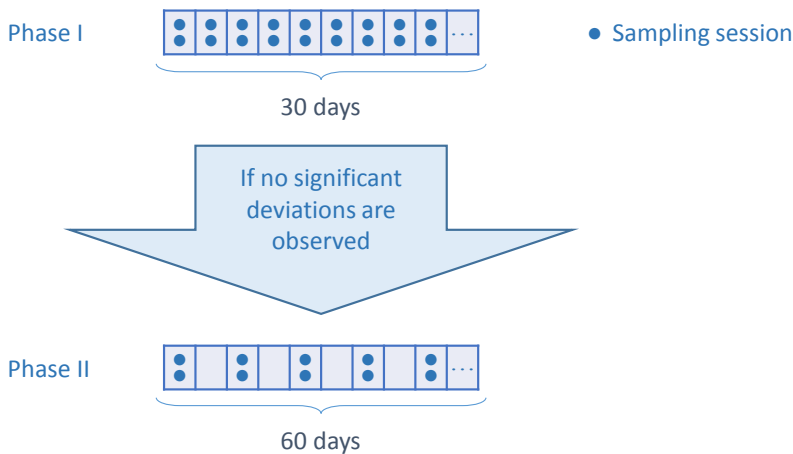 Phase I
...
● Sampling session
30 days
If no significant
deviations are
observed
Phase II
...
60 days